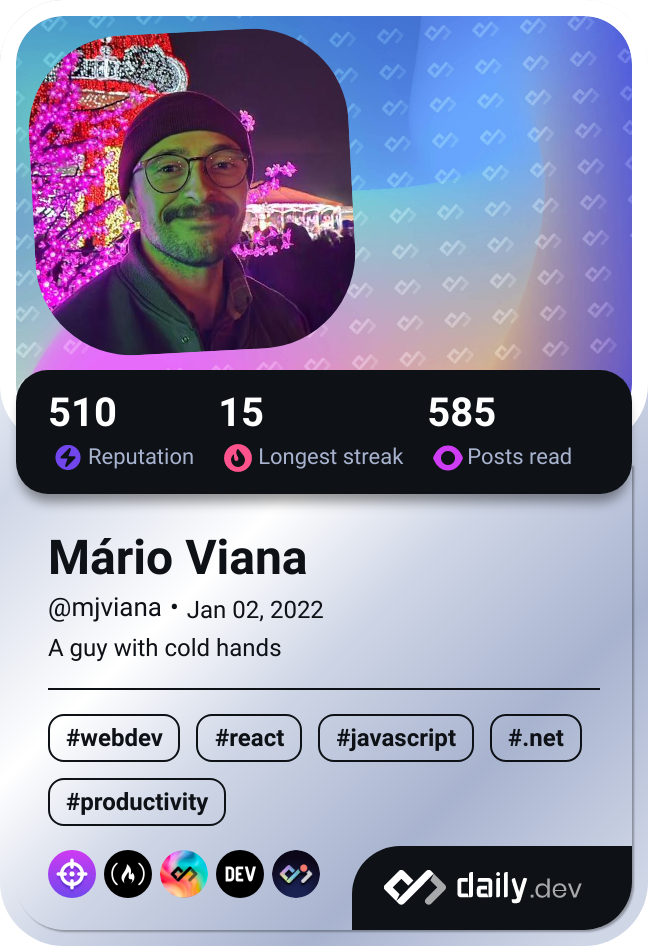 510 15 585
Reputation Longest streak Posts read
Mário Viana
@mjviana • Jan 02, 2022
A guy with cold hands
#webdev #react #javascript #.net
#productivity
DEV
daily.dev